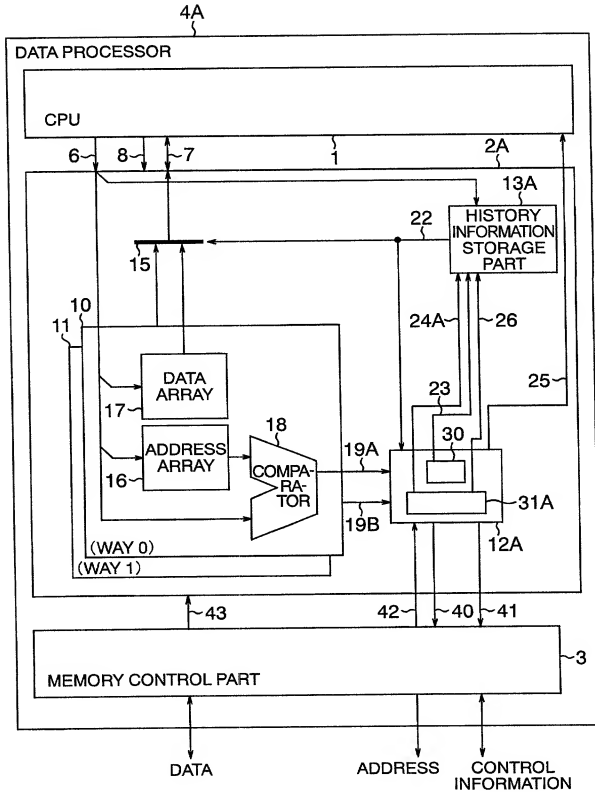 4A
DATA PROCESSOR
CPU
6
8
7
1
2A
13A
HISTORY
INFORMATION
STORAGE
PART
22
15
10
11
24A
26
25
23
DATA
ARRAY
17
18
19A
30
ADDRESS
ARRAY
16
COMPA-
RA-
TOR
31A
19B
12A
(WAY 0)
(WAY 1)
43
42
40
41
MEMORY CONTROL PART
3
DATA
ADDRESS
CONTROL
INFORMATION